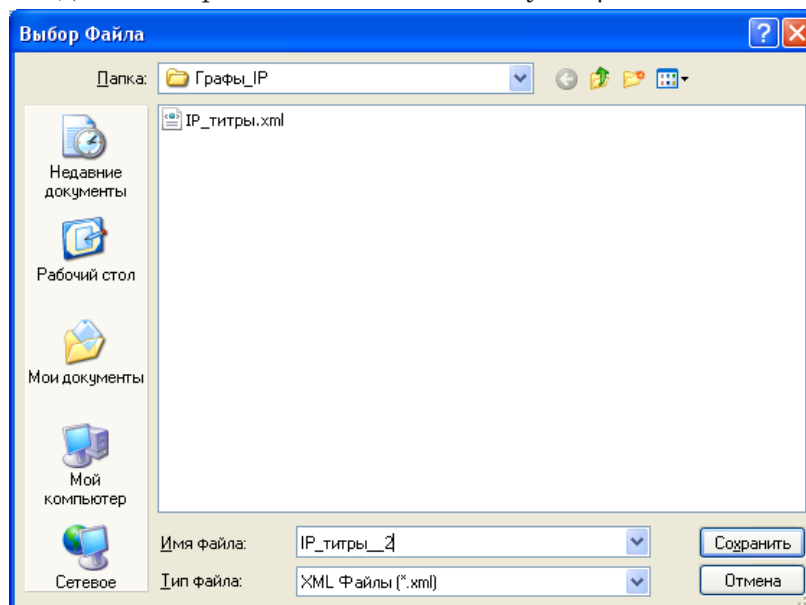 Выбор Файла
Папка:
Графы_IP
IP_титры.xml
Недавние
документы
Рабочий стол
Мои документы
Мой
компьютер
Сетевое
Имя файла:
IP_титры__2
Сохранить
Тип файла:
XML Файлы (*.xml)
Отмена